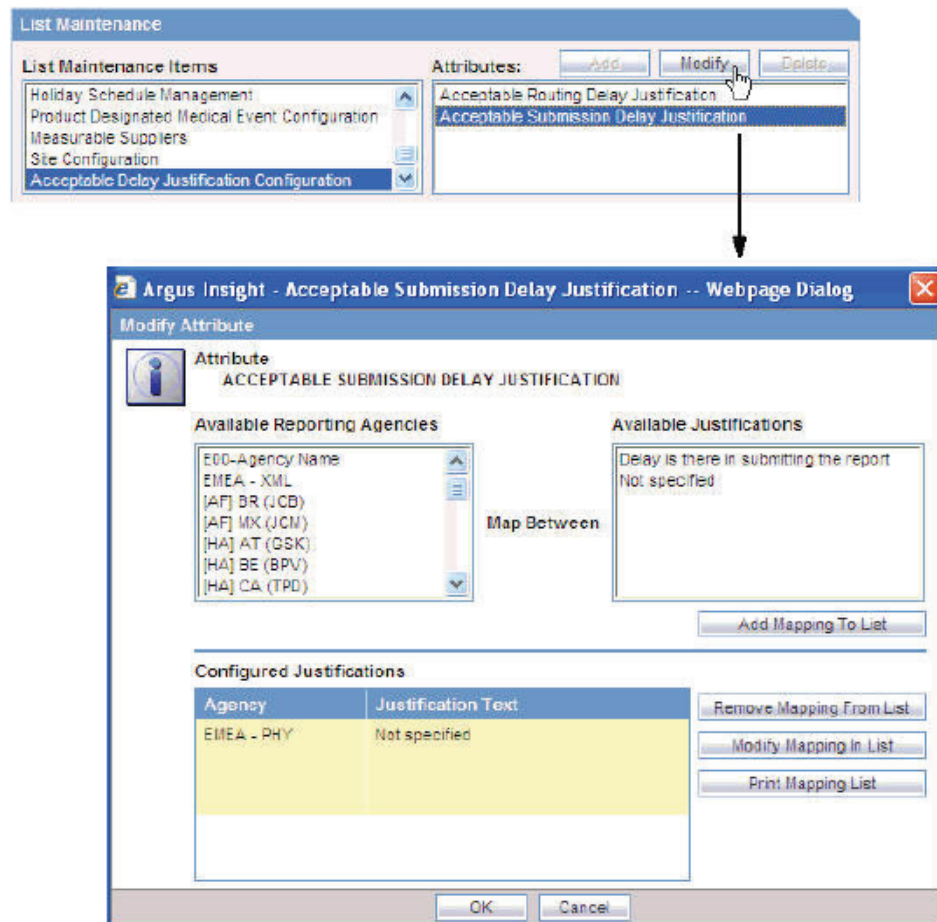 List Maintenance
List Maintenance Items
Attributes:
Add
Modify
Delete
Holiday Schedule Management
Product Designated Medical Event Configuration
Measurable Suppliers
Site Configuration
Acceptable Delay Justification Configuration
Acceptable Routing Delay Justification
Acceptable Submission Delay Justification
Argus Insight - Acceptable Submission Delay Justification -- Webpage Dialog
Modify Attribute
Attribute
ACCEPTABLE SUBMISSION DELAY JUSTIFICATION
Available Reporting Agencies
E00-Agency Name
EMEA - XML
[AF] BR (JCB)
[AF] MX (JCM)
[HA] AT (GSK)
[HA] BE (BPV)
[HA] CA (TPD)
Map Between
Available Justifications
Delay is there in submitting the report
Not specified
Add Mapping To List
Configured Justifications
Agency Justification Text
EMEA - PHY Not specified
Remove Mapping From List
Modify Mapping In List
Print Mapping List
OK
Cancel